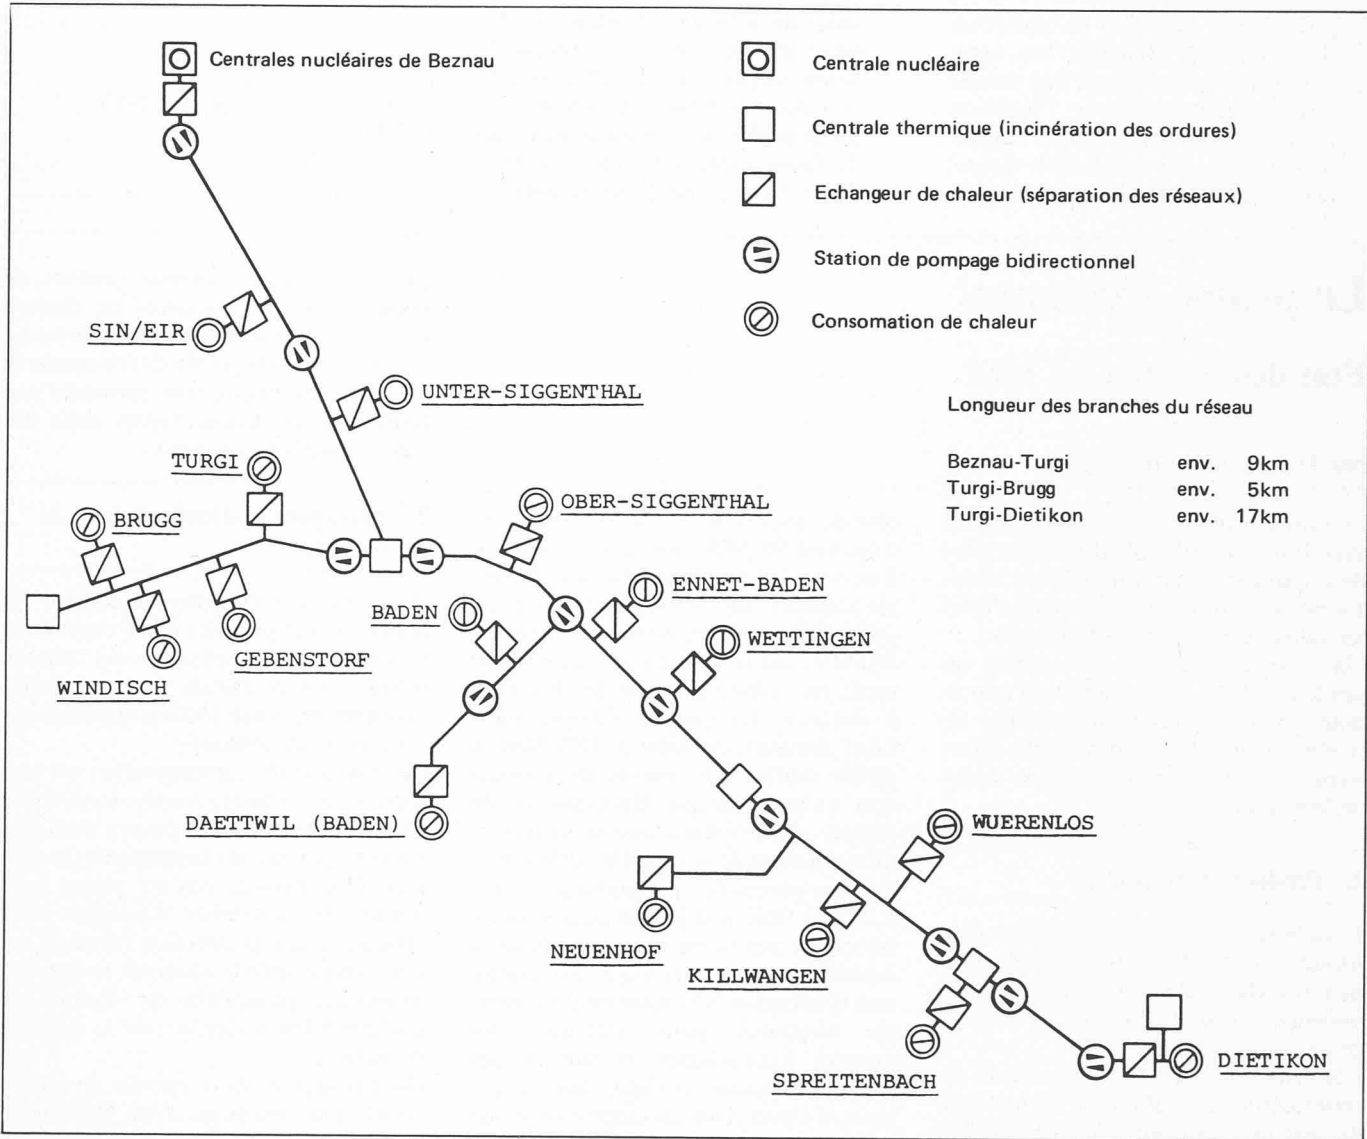 Centrales nucléaires de Beznau
Centrale nucléaire
Centrale thermique (incinération des ordures)
Echangeur de chaleur (séparation des réseaux)
Station de pompage bidirectionnel
Consomation de chaleur
Longueur des branches du réseau
Beznau-Turgi env. 9km
Turgi-Brugg env. 5km
Turgi-Dietikon env. 17km
SIN/EIR
UNTER-SIGGENTHAL
TURGI
OBER-SIGGENTHAL
BRUGG
ENNET-BADEN
BADEN
WETTINGEN
GEBENSTORF
WINDISCH
DAETTWIL (BADEN)
WUERENLOS
NEUENHOF
KILLWANGEN
SPREITENBACH
DIETIKON